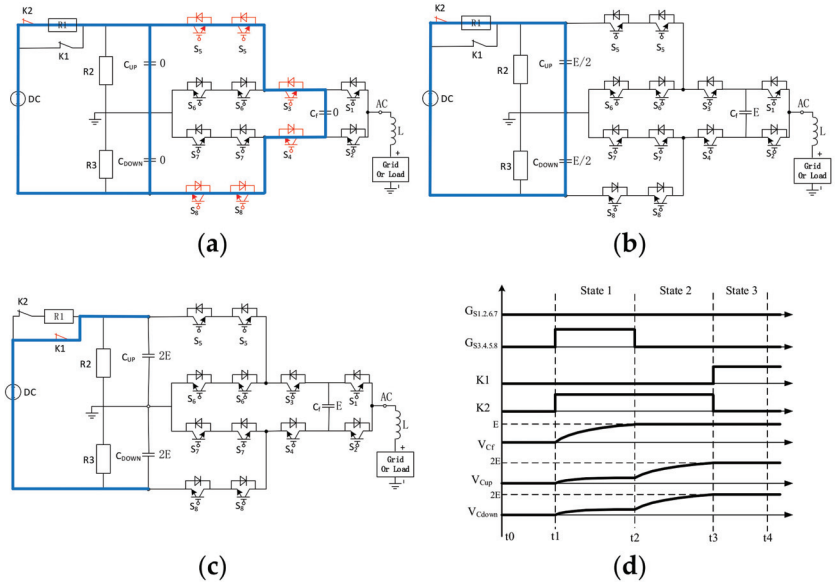 K2
R1
K1
S5
S5
R2
CUP
0
DC
S6
S6
S3
S1
Cf
0
AC
L
S7
S7
S4
S2
R3
CDOWN
0
+
Grid
Or Load
-
S8
S8
(a)
K2
R1
K1
S5
S5
R2
CUP
E/2
DC
S6
S6
S3
S1
Cf
E
AC
L
S7
S7
S4
S2
R3
CDOWN
E/2
+
Grid
Or Load
-
S8
S8
(b)
K2
R1
K1
S5
S5
R2
CUP
2E
DC
S6
S6
S3
S1
Cf
E
AC
L
S7
S7
S4
S2
R3
CDOWN
2E
+
Grid
Or Load
-
S8
S8
(c)
State 1 State 2 State 3
GS1,2,6,7
GS3,4,5,8
K1
K2
E
VCf
2E
VCup
2E
VCdown
t0 t1 t2 t3 t4
(d)